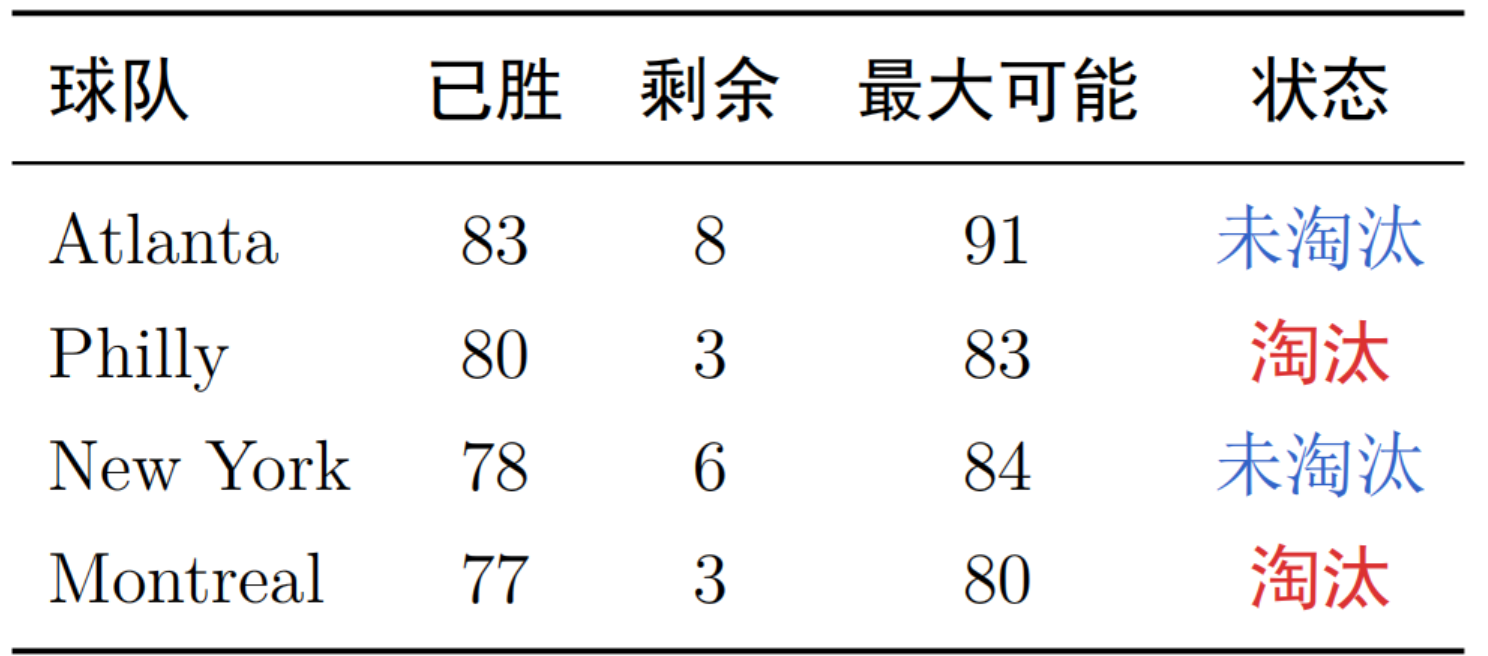 球队 已胜 剩余 最大可能 状态
Atlanta 83 8 91 未淘汰
Philly 80 3 83 淘汰
New York 78 6 84 未淘汰
Montreal 77 3 80 淘汰